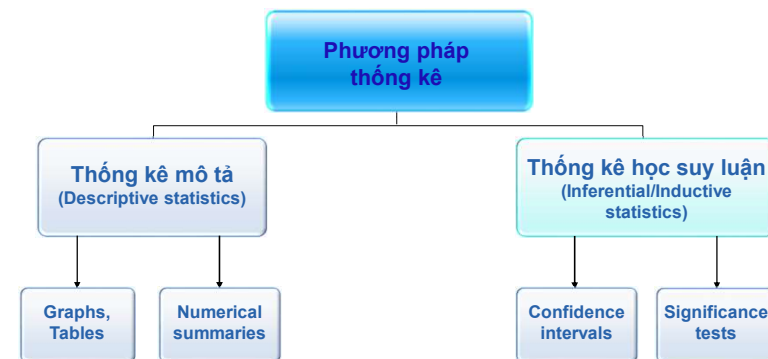 Phương pháp
thống kê
Thống kê mô tả
(Descriptive statistics)
Thống kê học suy luận
(Inferential/Inductive
statistics)
Graphs,
Tables
Numerical
summaries
Confidence
intervals
Significance
tests